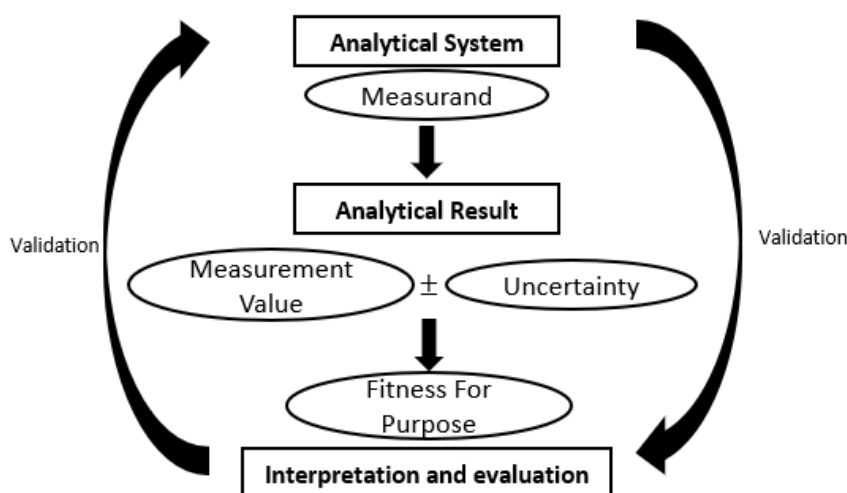 Analytical System
Measurand
Analytical Result
Validation
Validation
Measurement
Value
±
Uncertainty
Fitness For
Purpose
Interpretation and evaluation